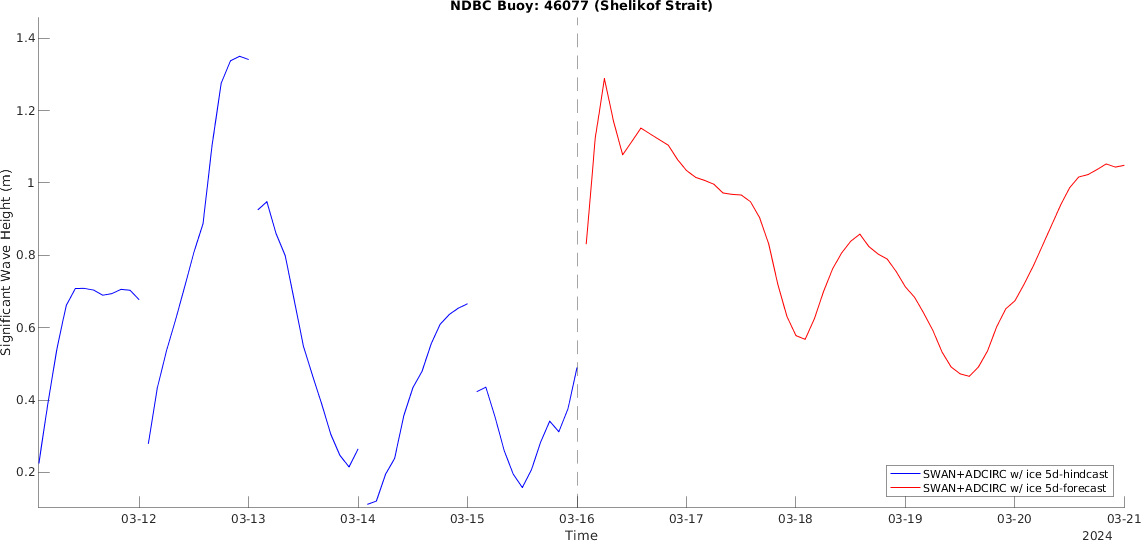 NDBC Buoy: 46077 (Shelikof Strait)
Significant Wave Height (m)
1.4
1.2
1
0.8
0.6
0.4
0.2
SWAN+ADCIRC w/ ice 5d-hindcast
SWAN+ADCIRC w/ ice 5d-forecast
03-12 03-13 03-14 03-15 03-16 03-17 03-18 03-19 03-20 03-21
Time
2024